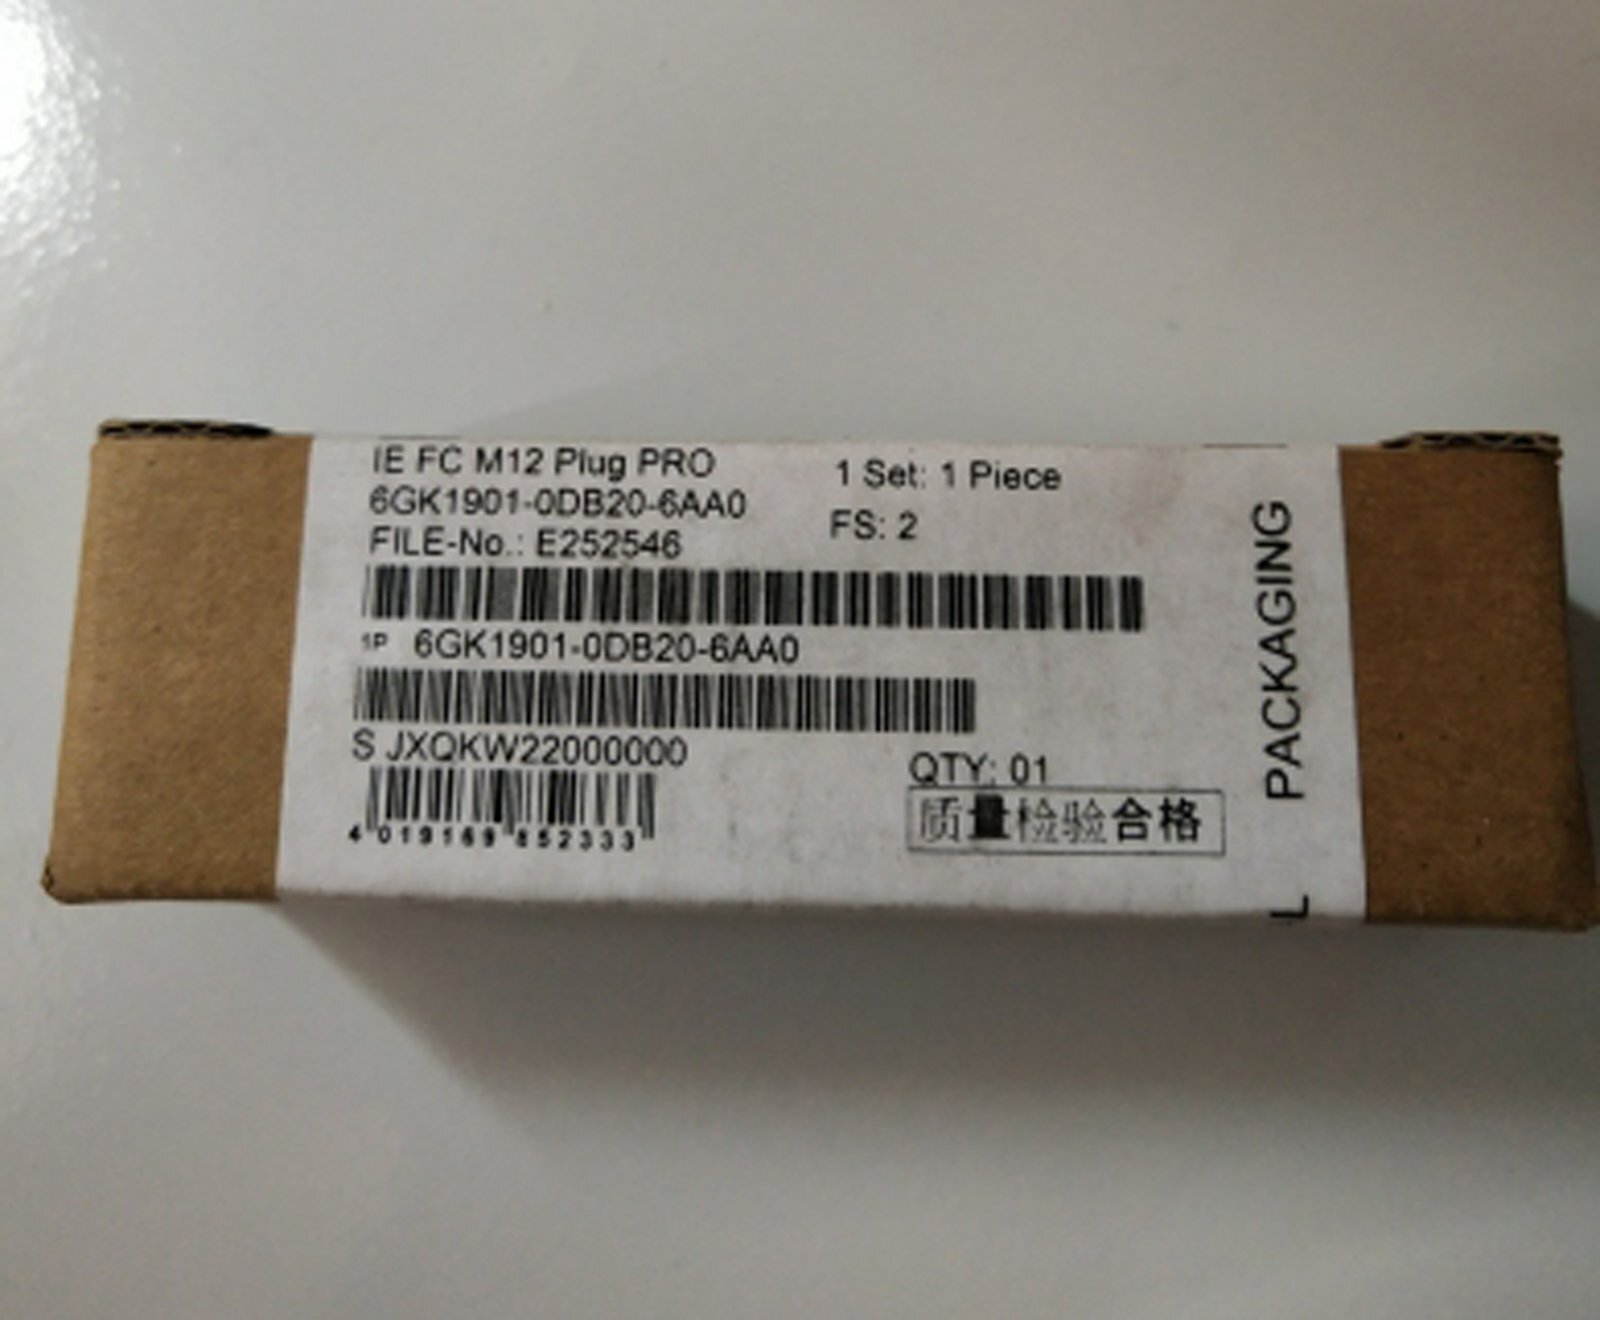 IE FC M12 Plug PRO
1 Set: 1 Piece
6GK1901-0DB20-6AA0
FS: 2
FILE-No.: E252546
1P 6GK1901-0DB20-6AA0
S JXQKW22000000
QTY: 01
质量检验合格
4 019169 852333
PACKAGING